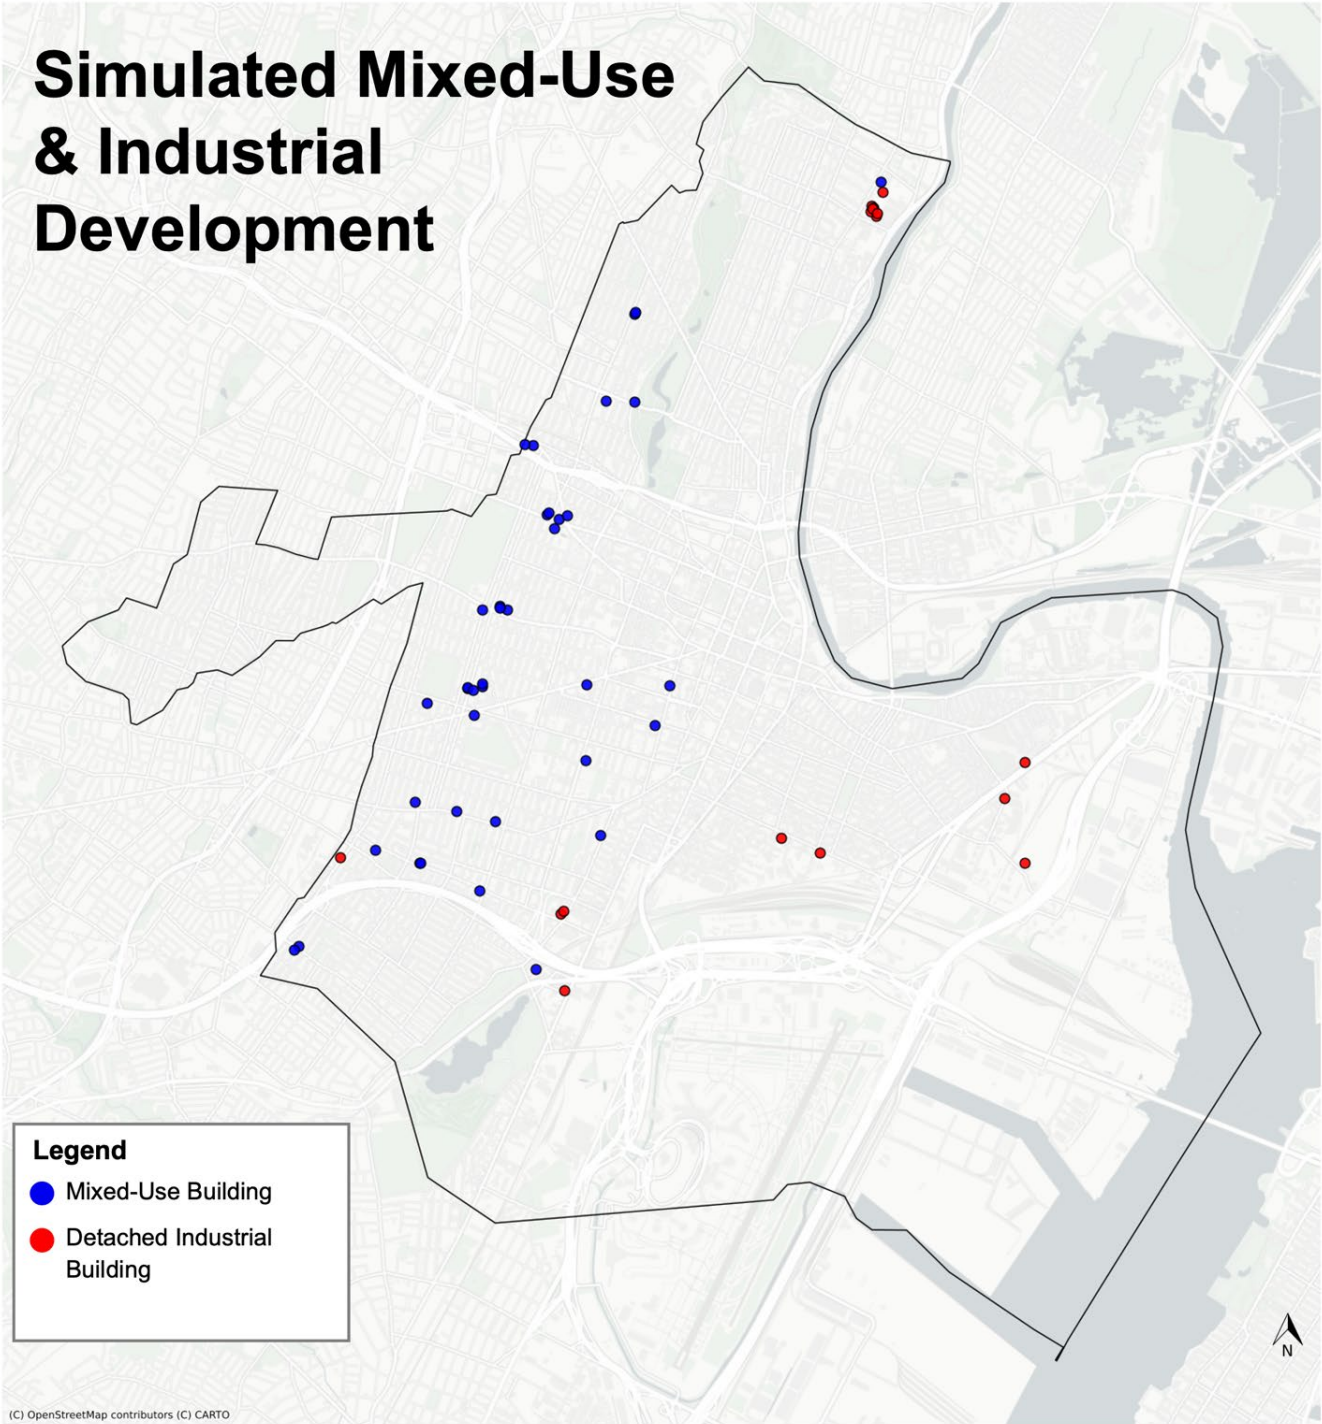 Simulated Mixed-Use
& Industrial
Development
Legend
Mixed-Use Building
Detached Industrial
Building
N
(C) OpenStreetMap contributors (C) CARTO